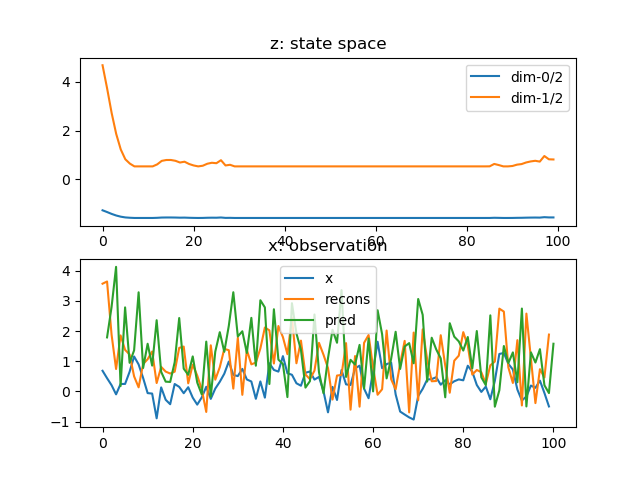 z: state space
4
2
0
dim-0/2
dim-1/2
0 20 40 60 80 100
x: observation
4
3
2
1
0
−1
x
recons
pred
0 20 40 60 80 100